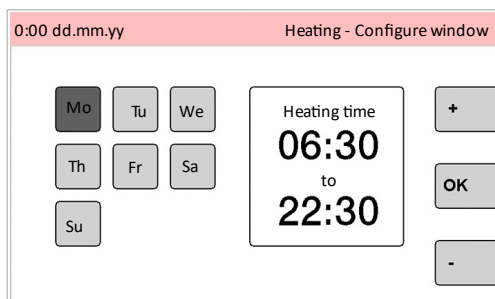 0:00 dd.mm.yy Heating - Configure window
Mo Tu We
Th Fr Sa
Su
Heating time
06:30
to
22:30
+
OK
-